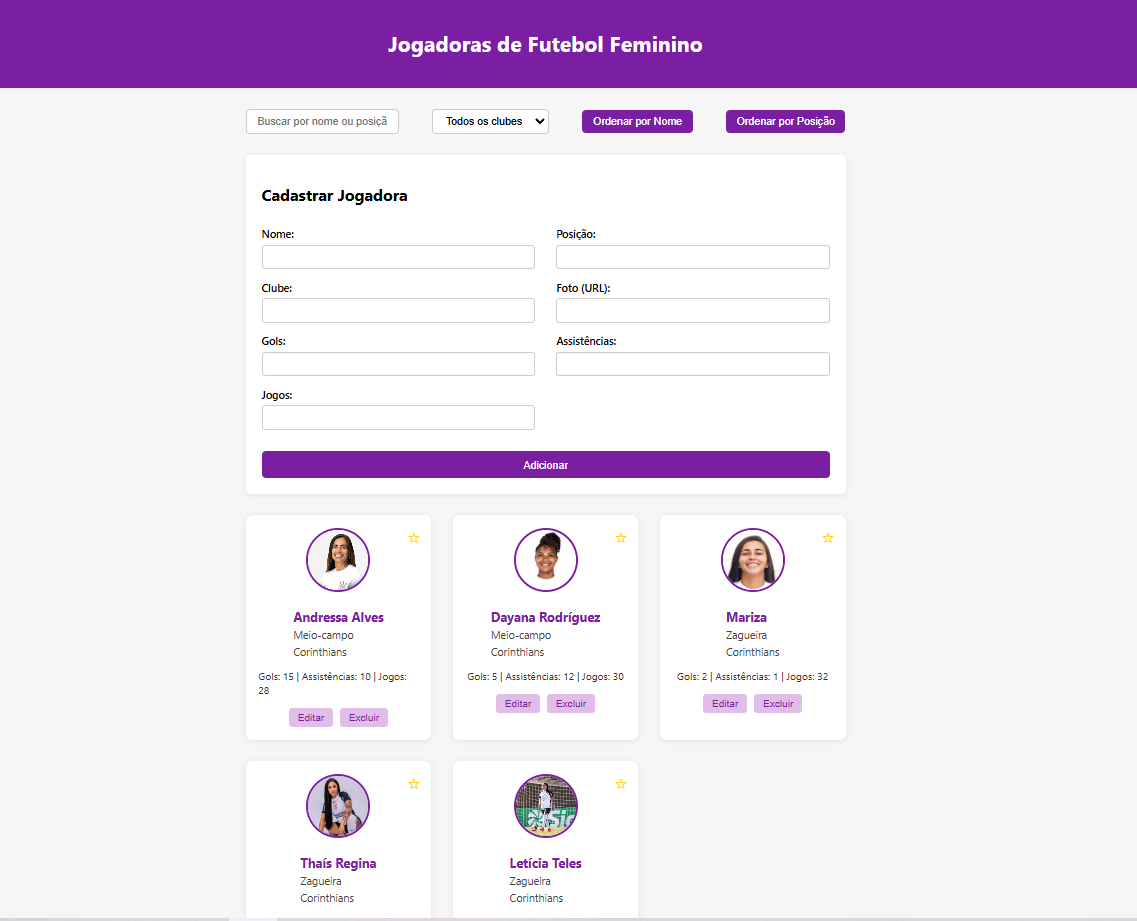 Jogadoras de Futebol Feminino
Buscar por nome ou posiçã
Todos os clubes
Ordenar por Nome
Ordenar por Posição
Cadastrar Jogadora
Nome:
Posição:
Clube:
Foto (URL):
Gols:
Assistências:
Jogos:
Adicionar
Andressa Alves
Meio-campo
Corinthians
Gols: 15 | Assistências: 10 | Jogos:
28
Editar
Excluir
Dayana Rodríguez
Meio-campo
Corinthians
Gols: 5 | Assistências: 12 | Jogos: 30
Editar
Excluir
Mariza
Zagueira
Corinthians
Gols: 2 | Assistências: 1 | Jogos: 32
Editar
Excluir
Thaís Regina
Zagueira
Corinthians
Letícia Teles
Zagueira
Corinthians